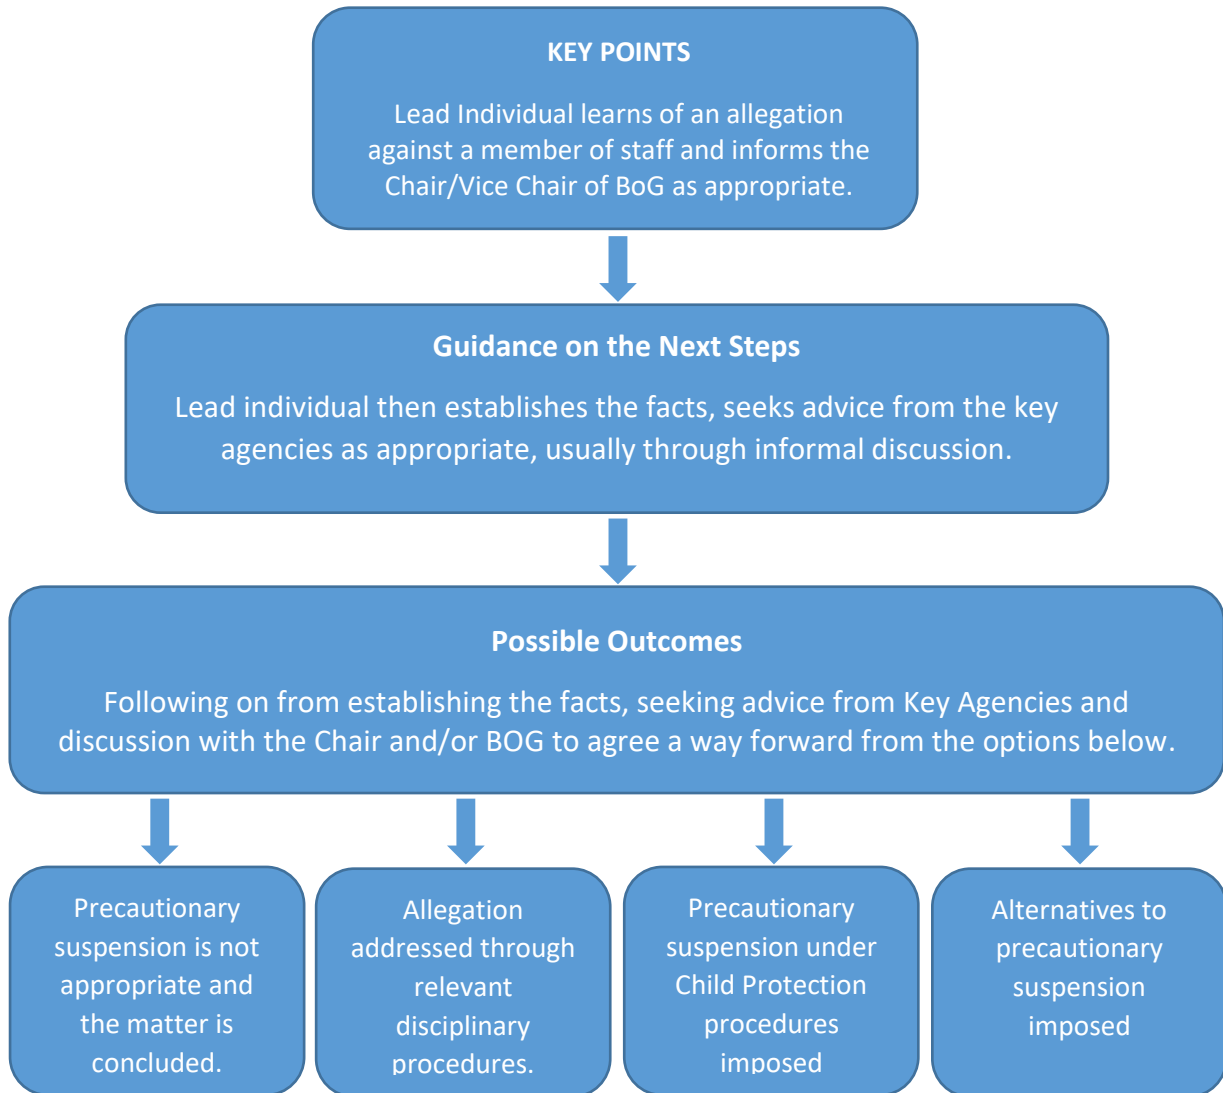 KEY POINTS
Lead Individual learns of an allegation
against a member of staff and informs the
Chair/Vice Chair of BoG as appropriate.
Guidance on the Next Steps
Lead individual then establishes the facts, seeks advice from the key
agencies as appropriate, usually through informal discussion.
Possible Outcomes
Following on from establishing the facts, seeking advice from Key Agencies and
discussion with the Chair and/or BOG to agree a way forward from the options below.
Precautionary
suspension is not
appropriate and
the matter is
concluded.
Allegation
addressed through
relevant
disciplinary
procedures.
Precautionary
suspension under
Child Protection
procedures
imposed
Alternatives to
precautionary
suspension
imposed